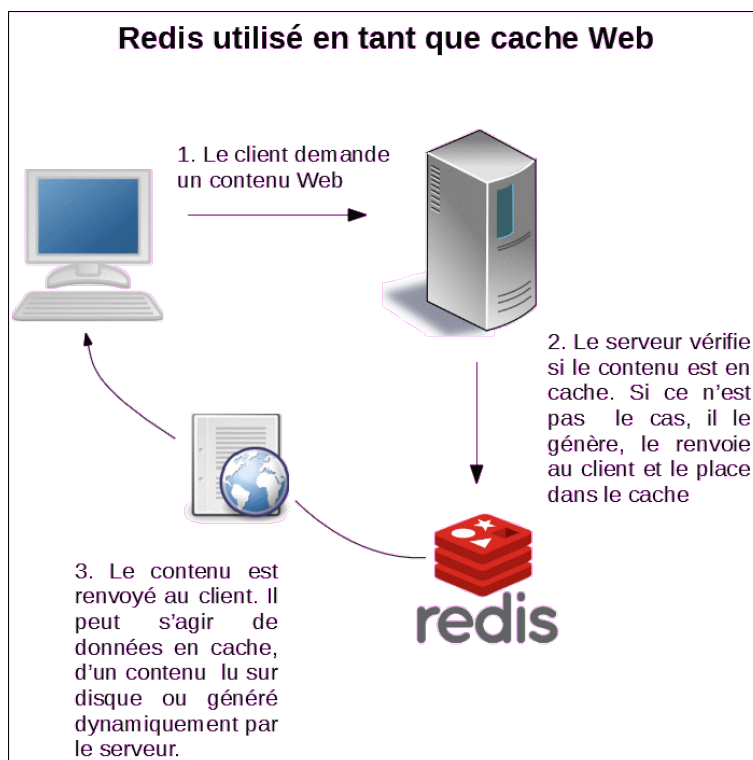 Redis utilisé en tant que cache Web
1. Le client demande
un contenu Web
2. Le serveur vérifie
si le contenu est en
cache. Si ce n’est
pas le cas, il le
génère, le renvoie
au client et le place
dans le cache
redis
3. Le contenu est
renvoyé au client. Il
peut s’agir de
données en cache,
d’un contenu lu sur
disque ou généré
dynamiquement par
le serveur.